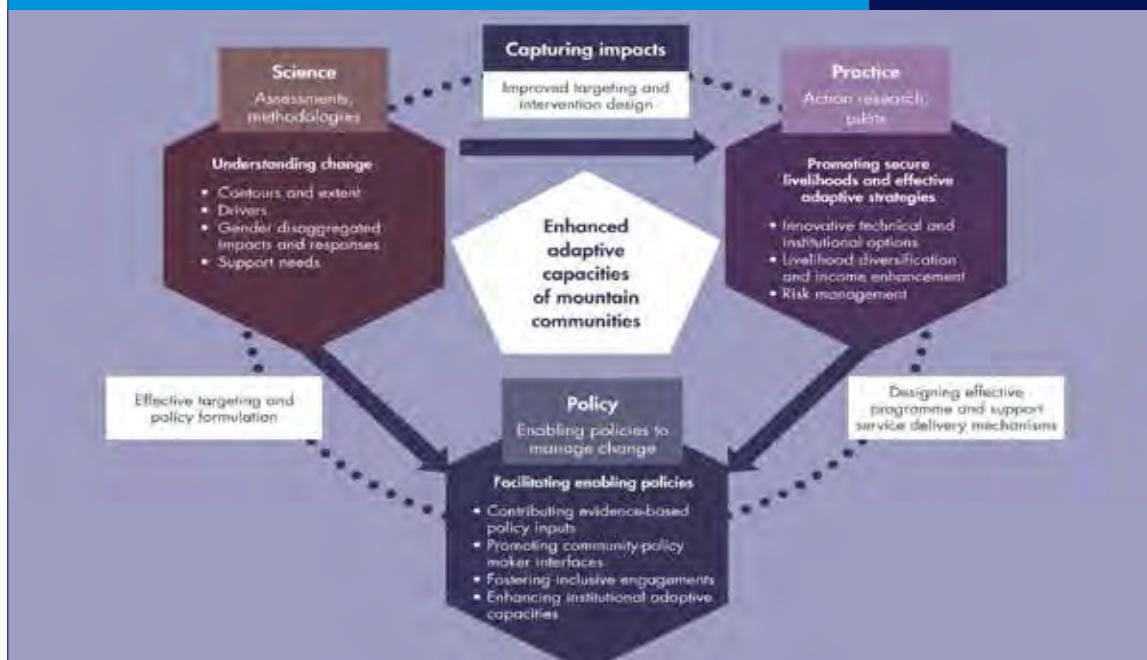 Capturing impacts
Improved targeting and
intervention design
Science
Assessments,
methodologies
Understanding change
• Contours and extent
• Drivers
• Gender disaggregated
impacts and responses
• Support needs
Practice
Action research,
pilots
Promoting secure
livelihoods and effective
adaptive strategies
• Innovative technical and
institutional options
• Livelihood diversification
and income enhancement
• Risk management
Enhanced
adaptive
capacities
of mountain
communities
Effective targeting and
policy formulation
Designing effective
programme and support
service delivery mechanisms
Policy
Enabling policies to
manage change
Facilitating enabling policies
• Contributing evidence-based
policy inputs
• Promoting community-policy
maker interfaces
• Fostering inclusive engagements
• Enhancing institutional adaptive
capacities